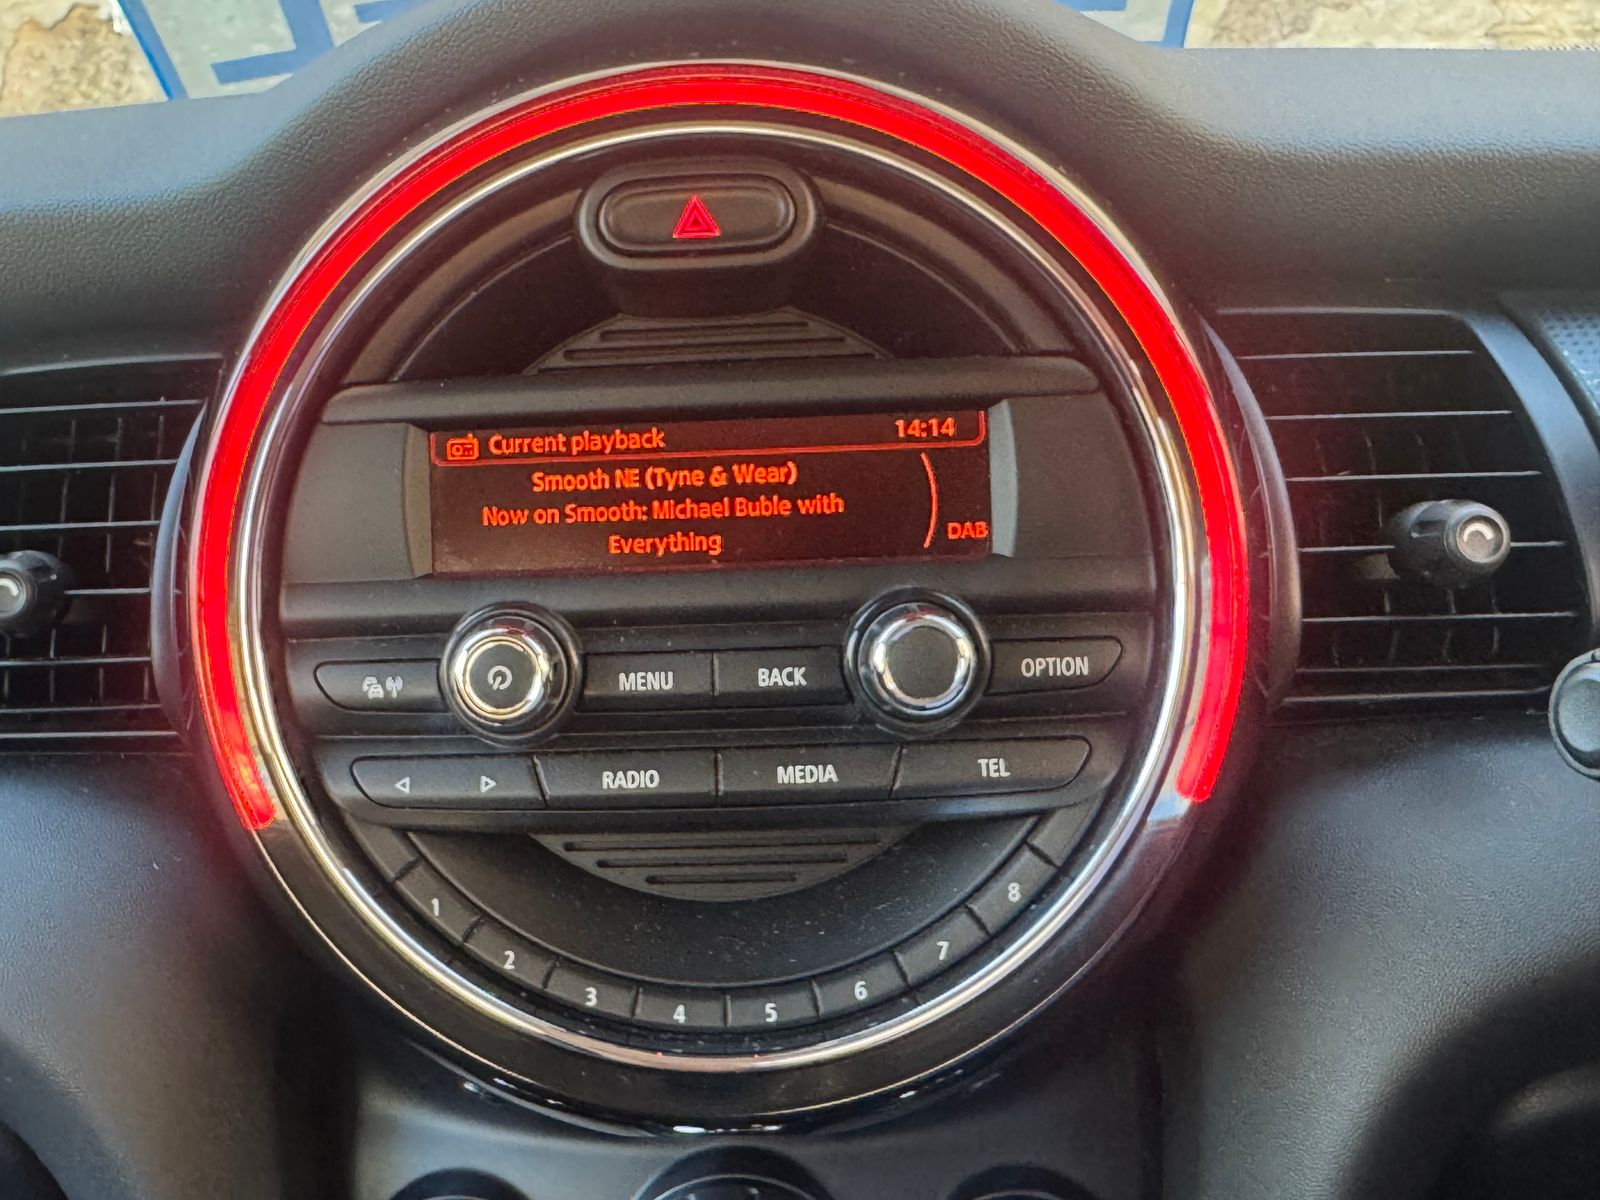 Current playback 14:14
Smooth NE (Tyne & Wear)
Now on Smooth: Michael Buble with
Everything
DAB
MENU BACK OPTION
RADIO MEDIA TEL
1 2 3 4 5 6 7 8